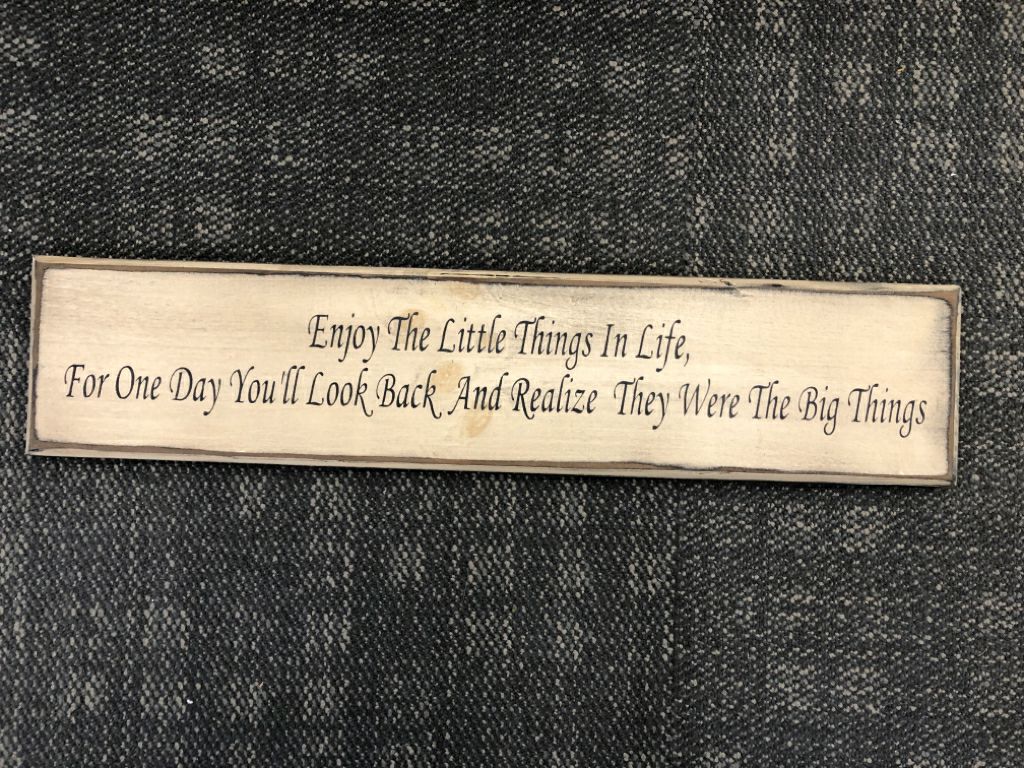 Enjoy The Little Things In Life,
For One Day You'll Look Back And Realize They Were The Big Things